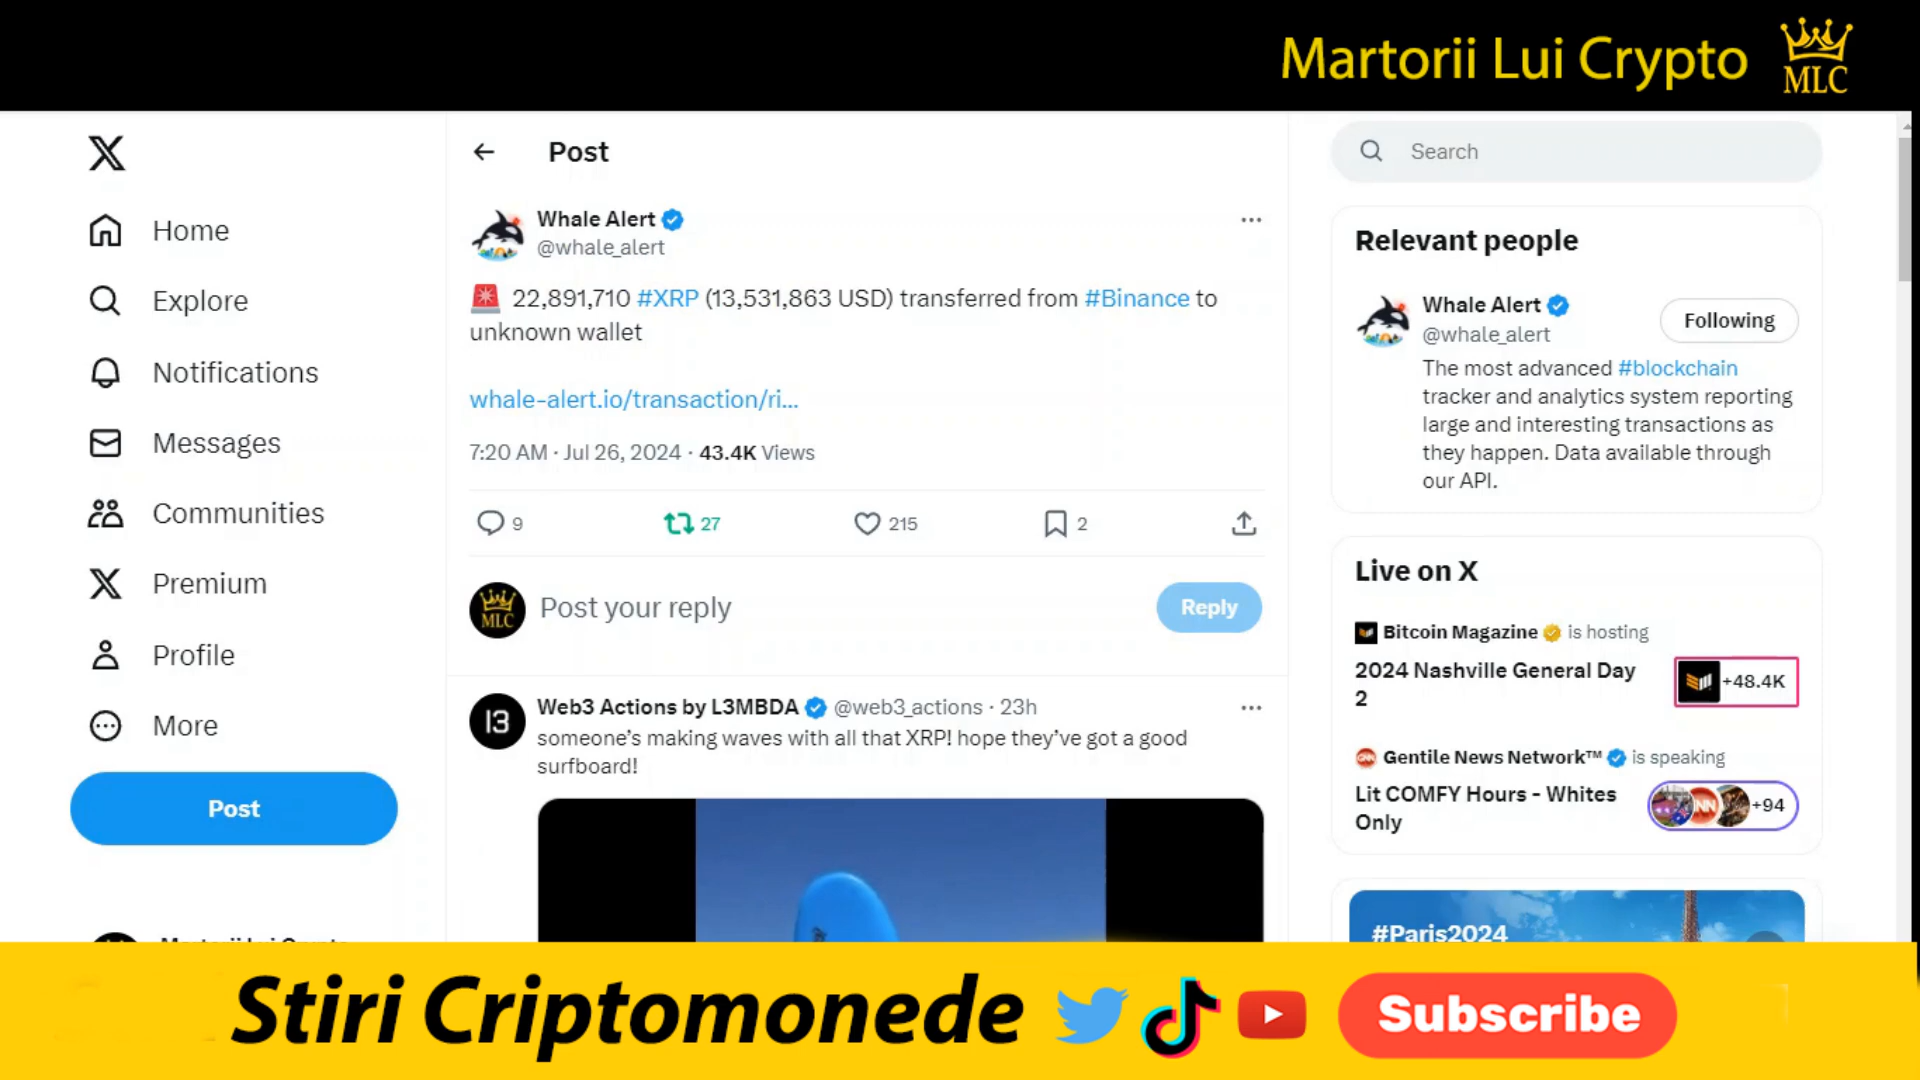 Martorii Lui Crypto
MLC
Home
Explore
Notifications
Messages
Communities
Premium
Profile
More
Post
Post
Whale Alert
@whale_alert
22,891,710 #XRP (13,531,863 USD) transferred from #Binance to
unknown wallet
whale-alert.io/transaction/ri...
7:20 AM · Jul 26, 2024 · 43.4K Views
9
27
215
2
MLC
Post your reply
Reply
Web3 Actions by L3MBDA @web3_actions · 23h
someone's making waves with all that XRP! hope they've got a good
surfboard!
Search
Relevant people
Whale Alert
@whale_alert
Following
The most advanced #blockchain
tracker and analytics system reporting
large and interesting transactions as
they happen. Data available through
our API.
Live on X
Bitcoin Magazine is hosting
2024 Nashville General Day
2
+48.4K
Gentile News Network™ is speaking
Lit COMFY Hours - Whites
Only
+94
#Paris2024
Stiri Criptomonede
Subscribe